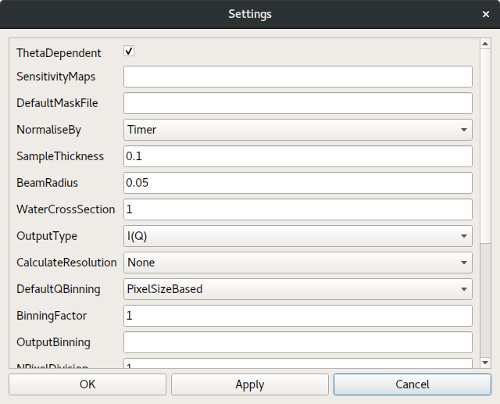 Settings
ThetaDependent
SensitivityMaps
DefaultMaskFile
NormaliseBy Timer
SampleThickness 0.1
BeamRadius 0.05
WaterCrossSection 1
OutputType I(Q)
CalculateResolution None
DefaultQBinning PixelSizeBased
BinningFactor 1
OutputBinning
NPixelDivision 1
OK Apply Cancel